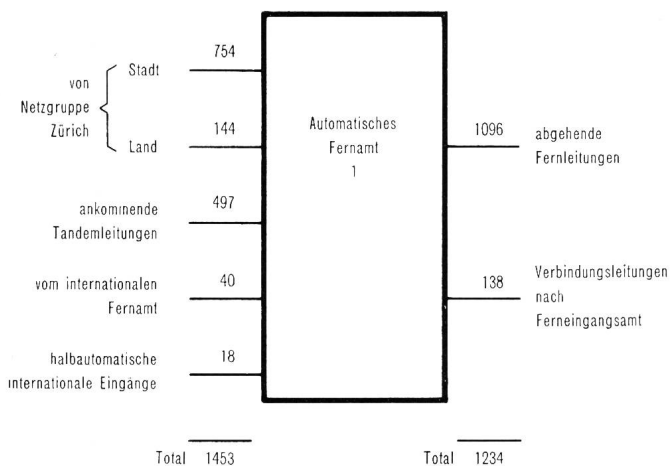 754
von
Stadt
Netzgruppe
Zürich
144
Land
497
ankommende
Tandemleitungen
40
vom internationalen
Fernamt
18
halbautomatische
internationale Eingänge
Total 1453
Automatisches
Fernamt
1
1096
abgehende
Fernleitungen
138
Verbindungsleitungen
nach
Ferneingangsamt
Total 1234